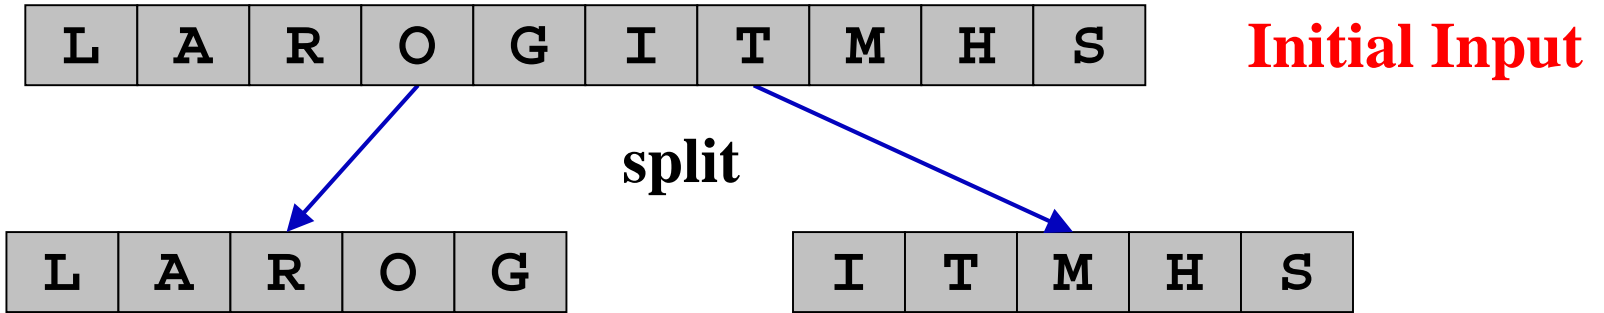 L A R O G I T M H S Initial Input
split
L A R O G I T M H S